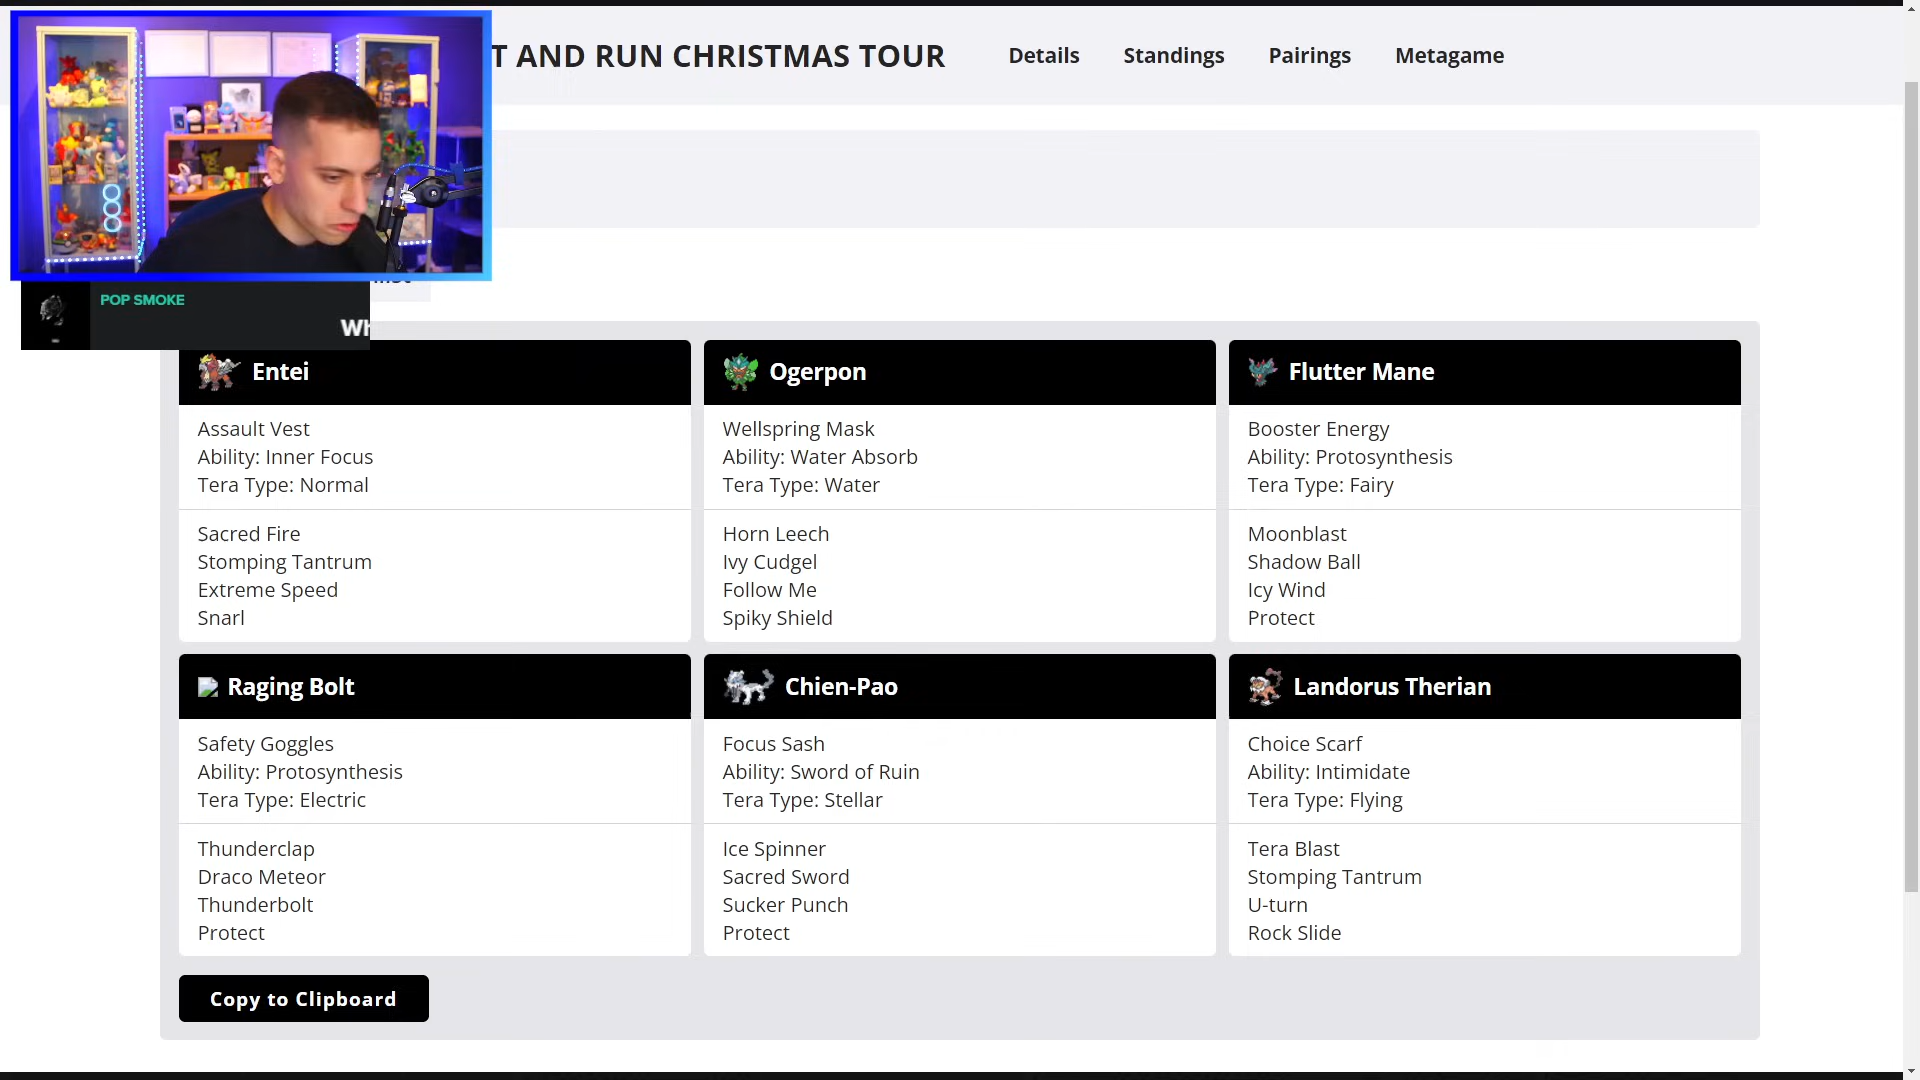 T AND RUN CHRISTMAS TOUR
Details
Standings
Pairings
Metagame
POP SMOKE
Entei
Assault Vest
Ability: Inner Focus
Tera Type: Normal
Sacred Fire
Stomping Tantrum
Extreme Speed
Snarl
Ogerpon
Wellspring Mask
Ability: Water Absorb
Tera Type: Water
Horn Leech
Ivy Cudgel
Follow Me
Spiky Shield
Flutter Mane
Booster Energy
Ability: Protosynthesis
Tera Type: Fairy
Moonblast
Shadow Ball
Icy Wind
Protect
Raging Bolt
Safety Goggles
Ability: Protosynthesis
Tera Type: Electric
Thunderclap
Draco Meteor
Thunderbolt
Protect
Chien-Pao
Focus Sash
Ability: Sword of Ruin
Tera Type: Stellar
Ice Spinner
Sacred Sword
Sucker Punch
Protect
Landorus Therian
Choice Scarf
Ability: Intimidate
Tera Type: Flying
Tera Blast
Stomping Tantrum
U-turn
Rock Slide
Copy to Clipboard